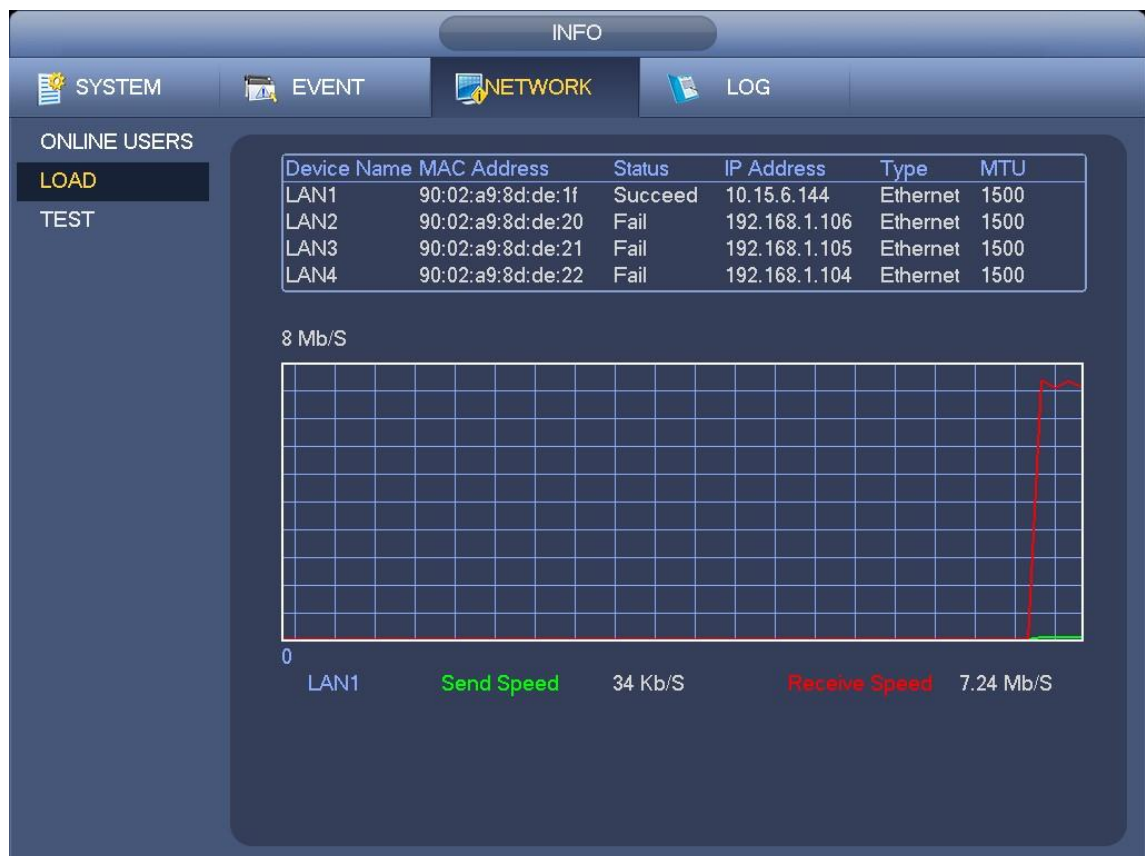 INFO
SYSTEM EVENT NETWORK LOG
ONLINE USERS
LOAD
TEST
Device Name MAC Address Status IP Address Type MTU
LAN1 90:02:a9:8d:de:1f Succeed 10.15.6.144 Ethernet 1500
LAN2 90:02:a9:8d:de:20 Fail 192.168.1.106 Ethernet 1500
LAN3 90:02:a9:8d:de:21 Fail 192.168.1.105 Ethernet 1500
LAN4 90:02:a9:8d:de:22 Fail 192.168.1.104 Ethernet 1500
8 Mb/S
0
LAN1 Send Speed 34 Kb/S Receive Speed 7.24 Mb/S